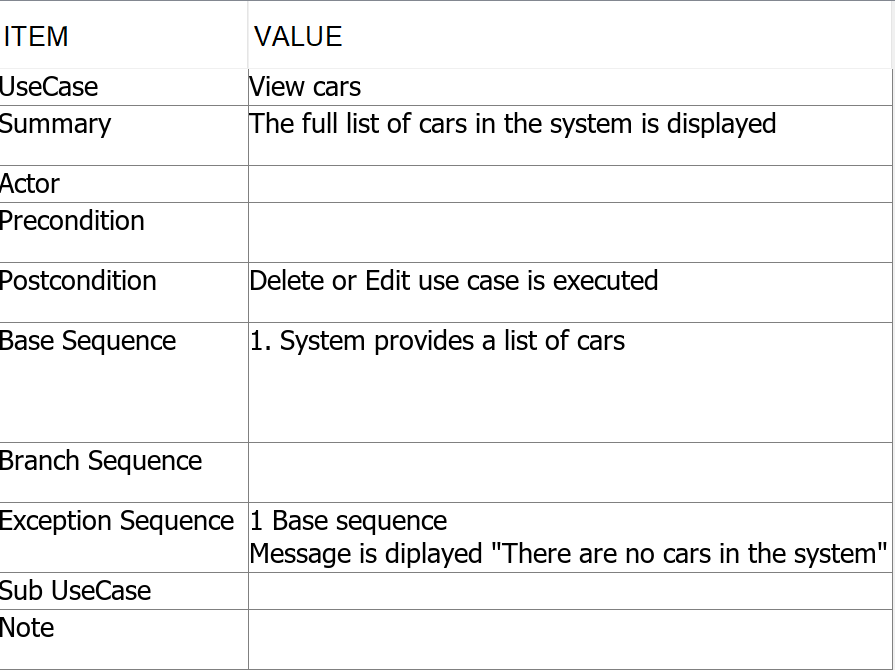 ITEM VALUE
UseCase View cars
Summary The full list of cars in the system is displayed
Actor
Precondition
Postcondition Delete or Edit use case is executed
Base Sequence 1. System provides a list of cars
Branch Sequence
Exception Sequence 1 Base sequence
Message is diplayed "There are no cars in the system"
Sub UseCase
Note